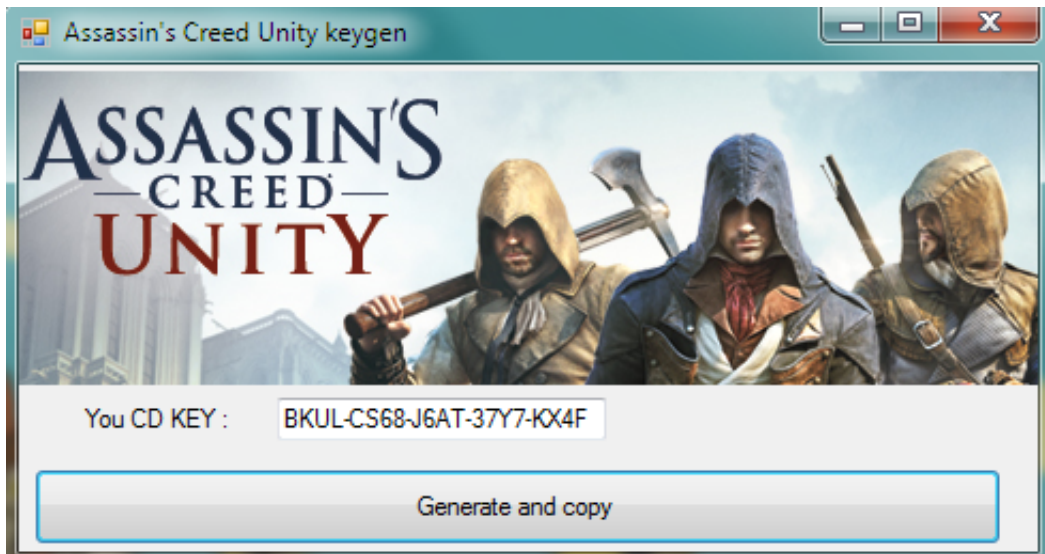 Assassin's Creed Unity keygen
ASSASSIN'S
CREED
UNITY
You CD KEY : BKUL-CS68-J6AT-37Y7-KX4F
Generate and copy